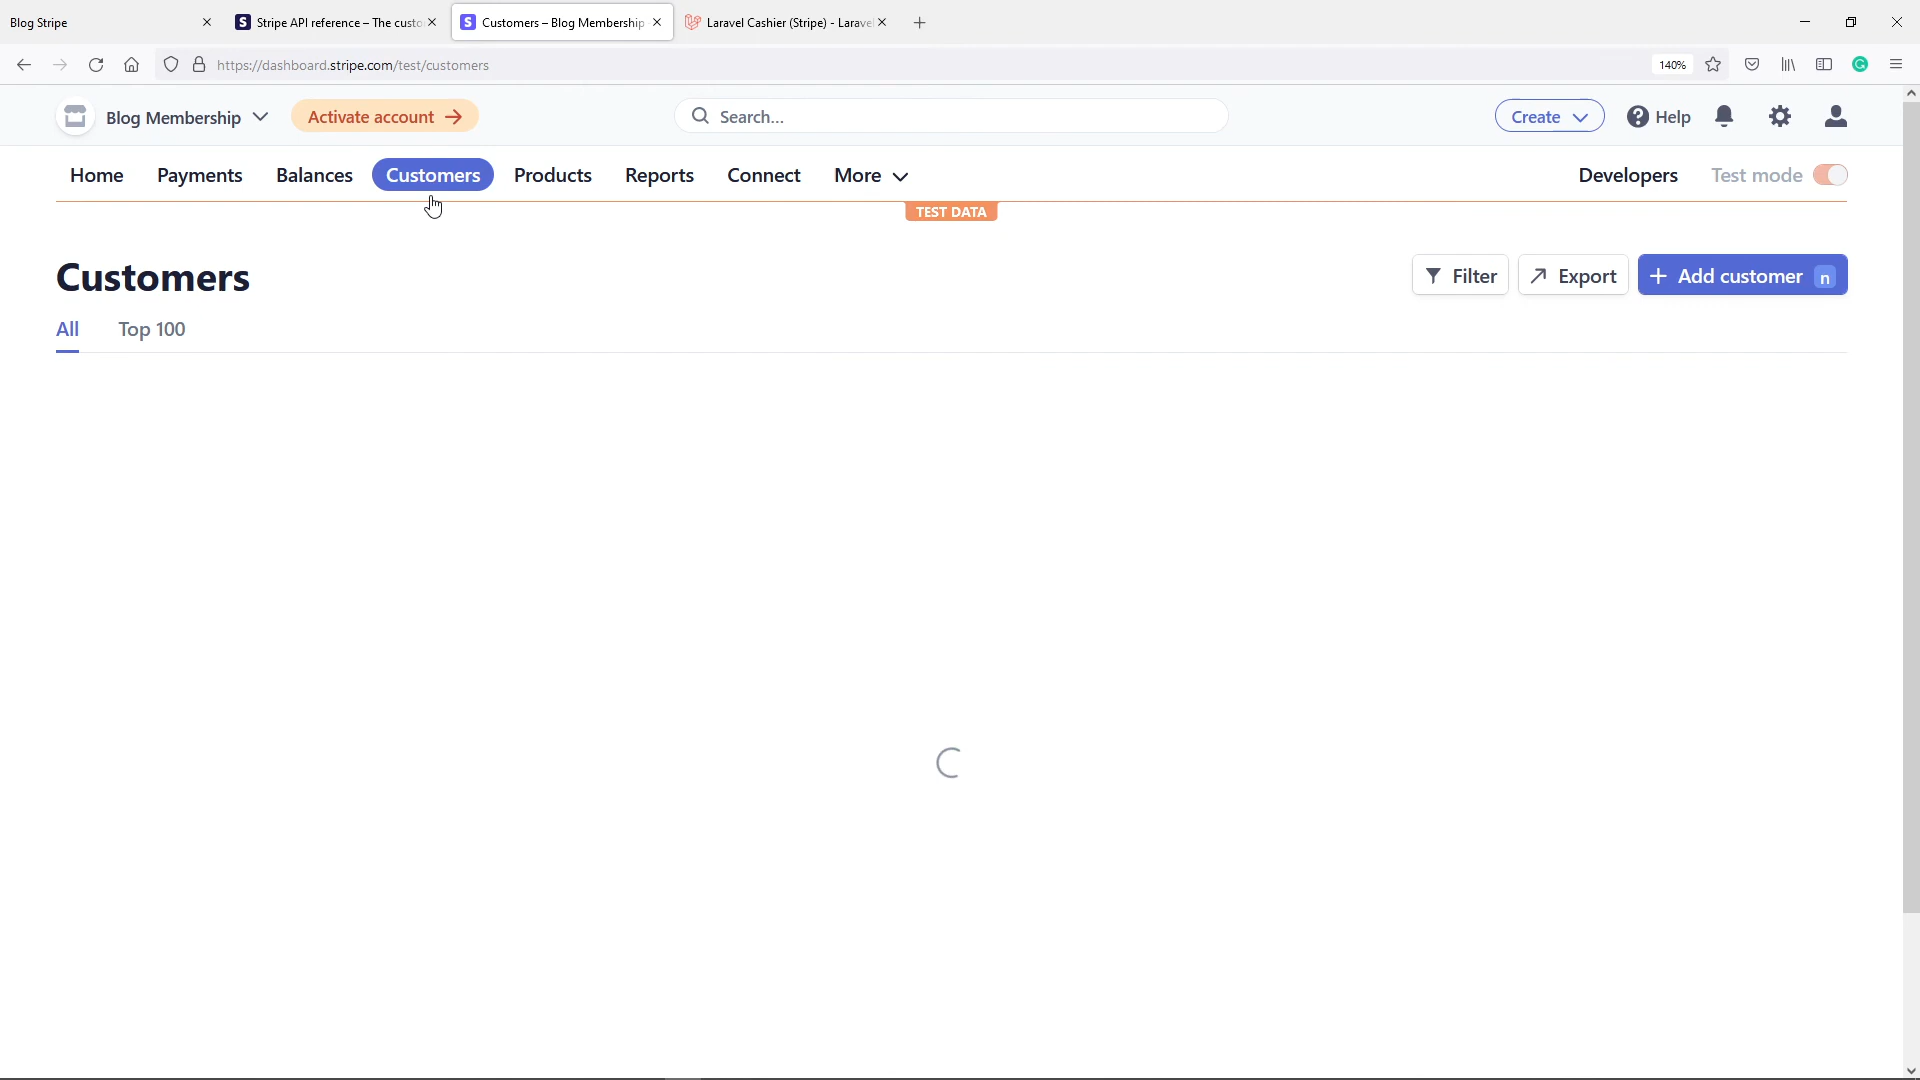 Blog Stripe
Stripe API reference – The custo
Customers – Blog Membership
Laravel Cashier (Stripe) - Larave
https://dashboard.stripe.com/test/customers
140%
Blog Membership
Activate account
Search...
Create
Help
Home
Payments
Balances
Customers
Products
Reports
Connect
More
Developers
Test mode
TEST DATA
Customers
Filter
Export
Add customer
n
All
Top 100